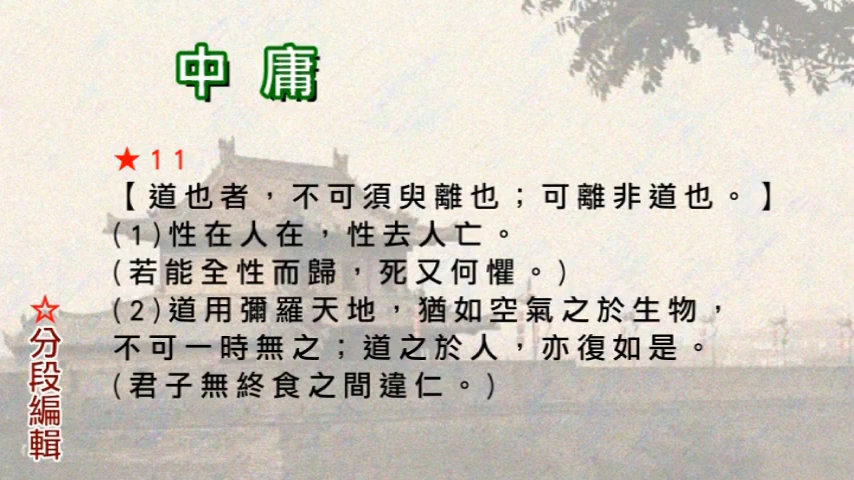 中庸
★11
【道也者，不可須臾離也；可離非道也。】
(1)性在人在，性去人亡。
(若能全性而歸，死又何懼。)
(2)道用彌羅天地，猶如空氣之於生物，
不可一時無之；道之於人，亦復如是。
(君子無終食之間違仁。)
☆分段編輯